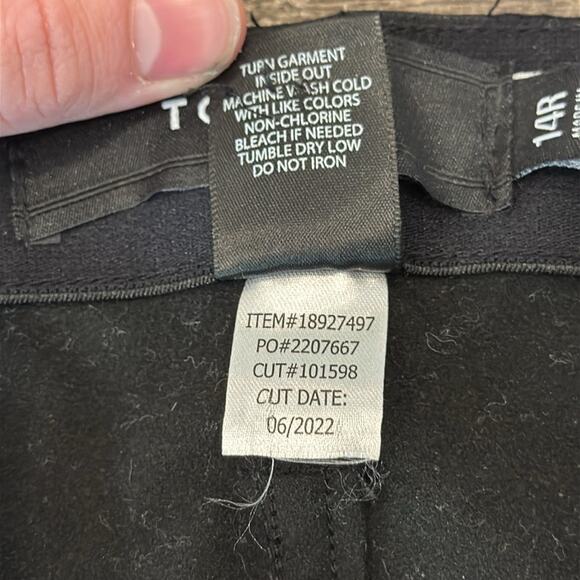 TURN GARMENT
INSIDE OUT
MACHINE WASH COLD
WITH LIKE COLORS
NON-CHLORINE
BLEACH IF NEEDED
TUMBLE DRY LOW
DO NOT IRON
14R
ITEM#18927497
PO#2207667
CUT#101598
CUT DATE:
06/2022